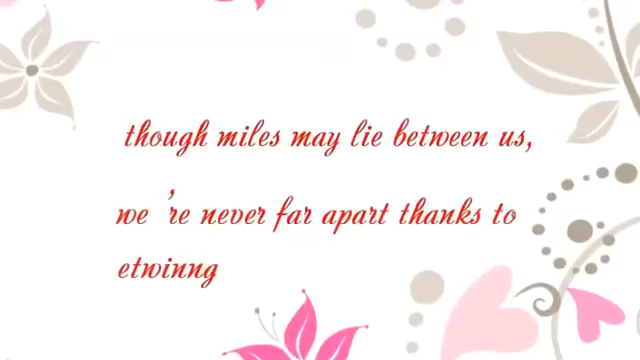 though miles may lie between us,
we 're never far apart thanks to
etwinng